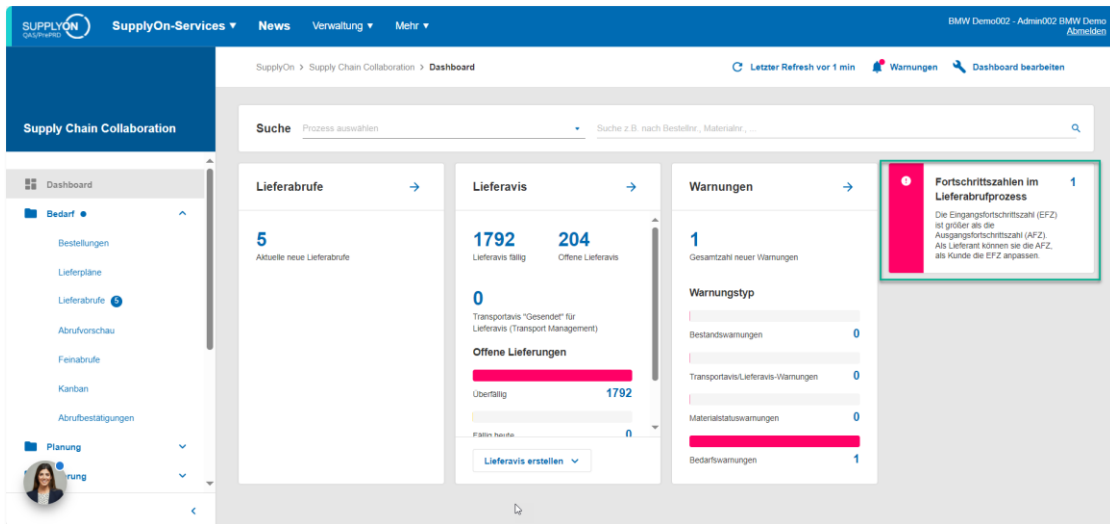 SUPPLYON
QAS/PrePRD
SupplyOn-Services ▾ News Verwaltung ▾ Mehr ▾
BMW Demo002 - Admin002 BMW Demo
Abmelden
SupplyOn > Supply Chain Collaboration > Dashboard
Letzter Refresh vor 1 min Warnungen Dashboard bearbeiten
Supply Chain Collaboration
Suche Prozess auswählen Suche z.B. nach Bestellnr., Materialnr., ...
Dashboard
Bedarf
Bestellungen
Lieferpläne
Lieferabrufe 5
Abrufvorschau
Feinabrufe
Kanban
Abrufbestätigungen
Planung
rung
Lieferabrufe →
5
Aktuelle neue Lieferabrufe
Lieferavis →
1792 204
Lieferavis fällig Offene Lieferavis
0
Transportavis "Gesendet" für
Lieferavis (Transport Management)
Offene Lieferungen
Überfällig 1792
Fällig heute 0
Lieferavis erstellen
Warnungen →
1
Gesamtzahl neuer Warnungen
Warnungstyp
Bestandswarnungen 0
Transportavis/Lieferavis-Warnungen 0
Materialstatuswarnungen 0
Bedarfswarnungen 1
Fortschrittszahlen im 1
Lieferabrufprozess
Die Eingangsfortschrittszahl (EFZ)
ist größer als die
Ausgangsfortschrittszahl (AFZ).
Als Lieferant können sie die AFZ,
als Kunde die EFZ anpassen.